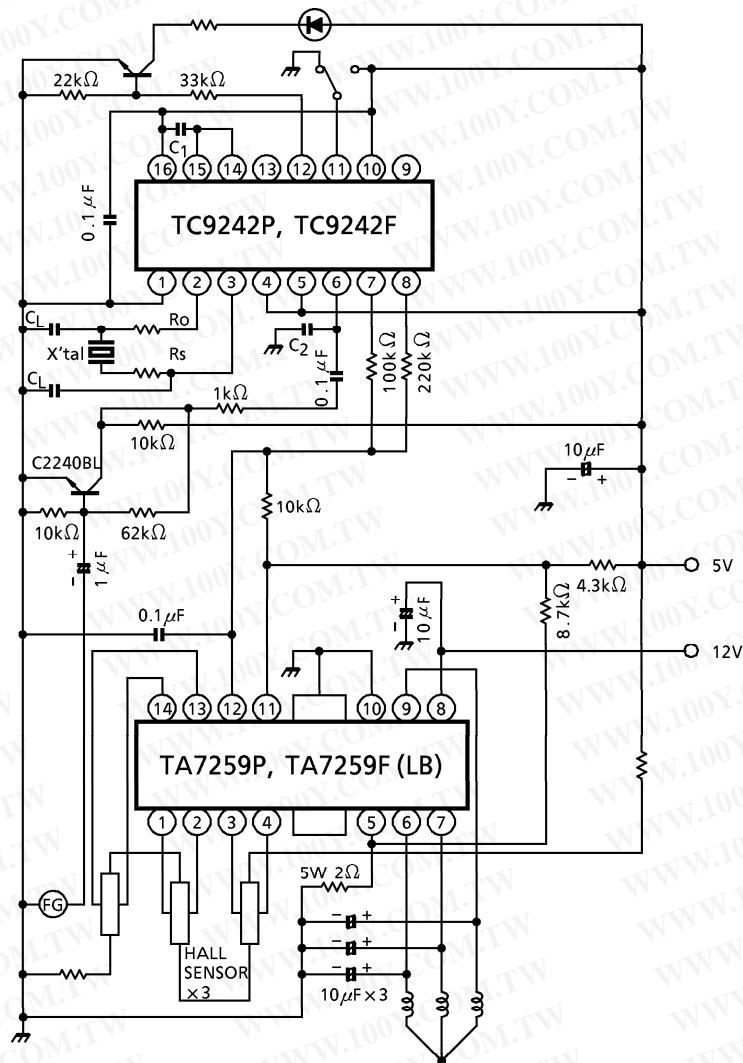 22kΩ
33kΩ
C1
16 15 14 13 12 11 10 9
0.1μF
TC9242P, TC9242F
1 2 3 4 5 6 7 8
CL
Ro
X'tal
Rs
CL
C2
0.1μF
100kΩ
220kΩ
1kΩ
10kΩ
C2240BL
10μF
- +
10kΩ
62kΩ
10kΩ
+
-
1μF
5V
4.3kΩ
8.7kΩ
0.1μF
+
-
10μF
12V
14 13 12 11 10 9 8
TA7259P, TA7259F (LB)
1 2 3 4 5 6 7
5W 2Ω
FG
- +
- +
- +
HALL
SENSOR
×3
10μF×3
WWW.100Y.COM.TW